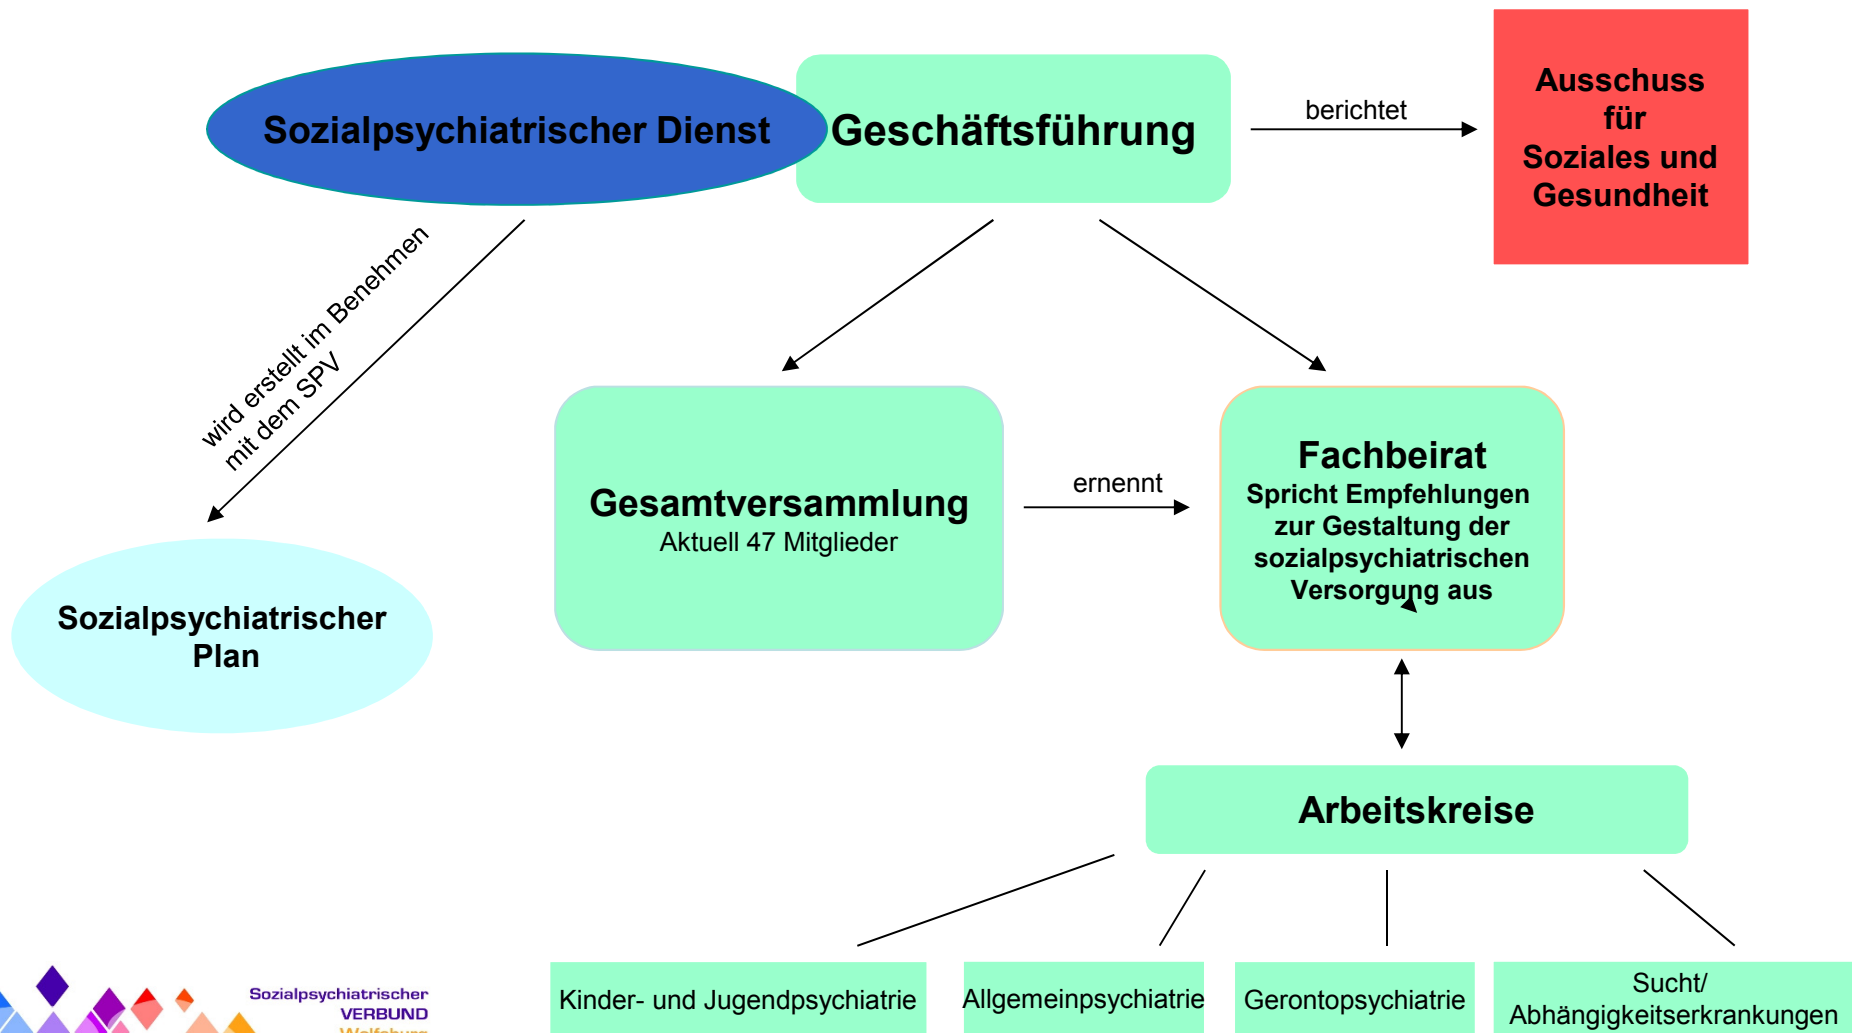 Sozialpsychiatrischer Dienst
Geschäftsführung
berichtet
Ausschuss
für
Soziales und
Gesundheit
wird erstellt im Benehmen
mit dem SPV
Gesamtversammlung
Aktuell 47 Mitglieder
ernennt
Fachbeirat
Spricht Empfehlungen
zur Gestaltung der
sozialpsychiatrischen
Versorgung aus
Sozialpsychiatrischer
Plan
Arbeitskreise
Kinder- und Jugendpsychiatrie
Allgemeinpsychiatrie
Gerontopsychiatrie
Sucht/
Abhängigkeitserkrankungen
Sozialpsychiatrischer
VERBUND
Wolfsburg